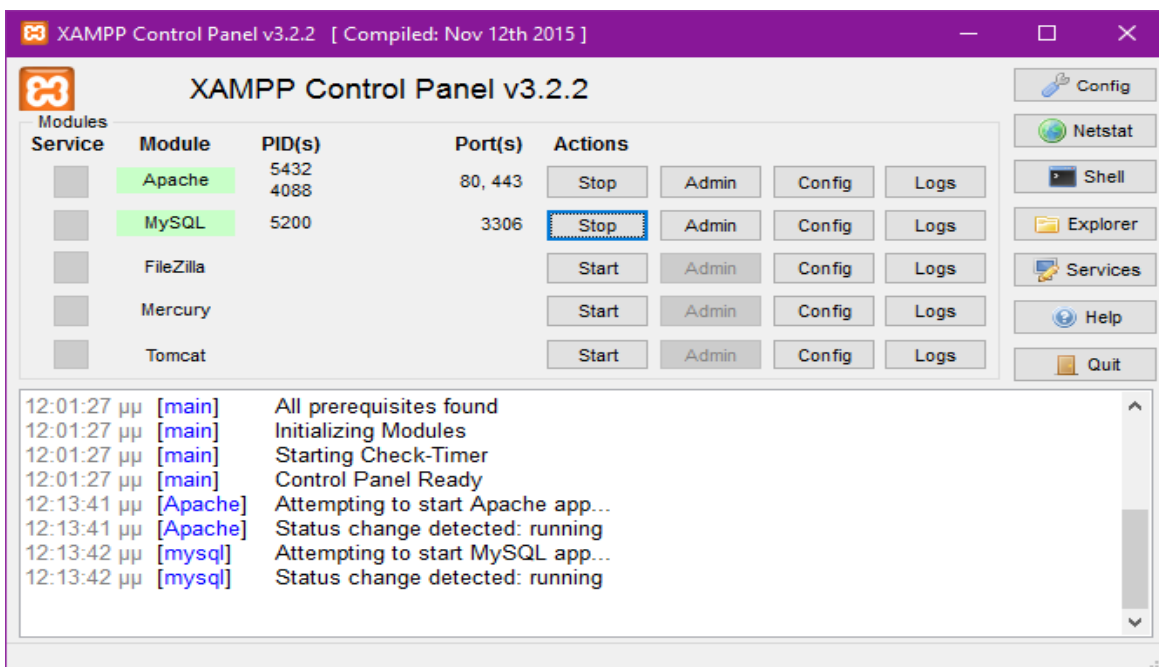 XAMPP Control Panel v3.2.2 [ Compiled: Nov 12th 2015 ]
XAMPP Control Panel v3.2.2
Config
Modules
Service Module PID(s) Port(s) Actions
Netstat
Apache 5432 4088 80, 443 Stop Admin Config Logs
Shell
MySQL 5200 3306 Stop Admin Config Logs
Explorer
FileZilla Start Admin Config Logs
Services
Mercury Start Admin Config Logs
Help
Tomcat Start Admin Config Logs
Quit
12:01:27 μμ [main] All prerequisites found
12:01:27 μμ [main] Initializing Modules
12:01:27 μμ [main] Starting Check-Timer
12:01:27 μμ [main] Control Panel Ready
12:13:41 μμ [Apache] Attempting to start Apache app...
12:13:41 μμ [Apache] Status change detected: running
12:13:42 μμ [mysql] Attempting to start MySQL app...
12:13:42 μμ [mysql] Status change detected: running